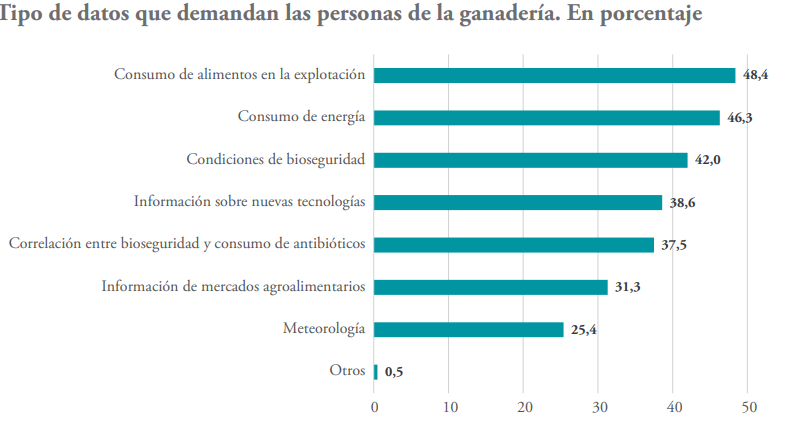 Tipo de datos que demandan las personas de la ganadería. En porcentaje
Consumo de alimentos en la explotación 48,4
Consumo de energía 46,3
Condiciones de bioseguridad 42,0
Información sobre nuevas tecnologías 38,6
Correlación entre bioseguridad y consumo de antibióticos 37,5
Información de mercados agroalimentarios 31,3
Meteorología 25,4
Otros 0,5
0 10 20 30 40 50